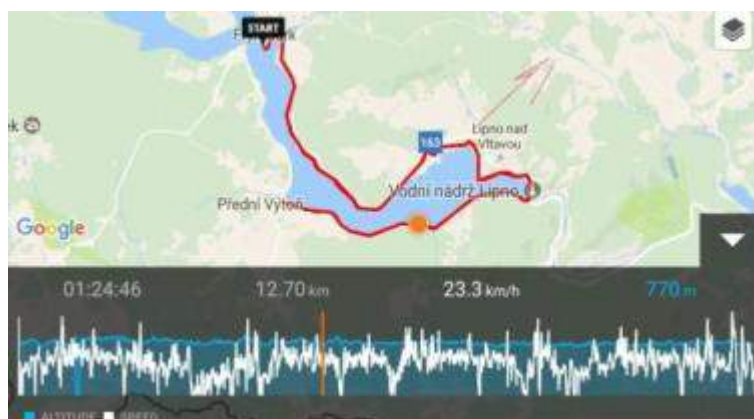 START
k
163
Lipno nad
Vltavou
Vodní nádrž Lipno
Přední Výtoň
Google
01:24:46 12.70 km 23.3 km/h 770 m
ALTITUDE SPEED